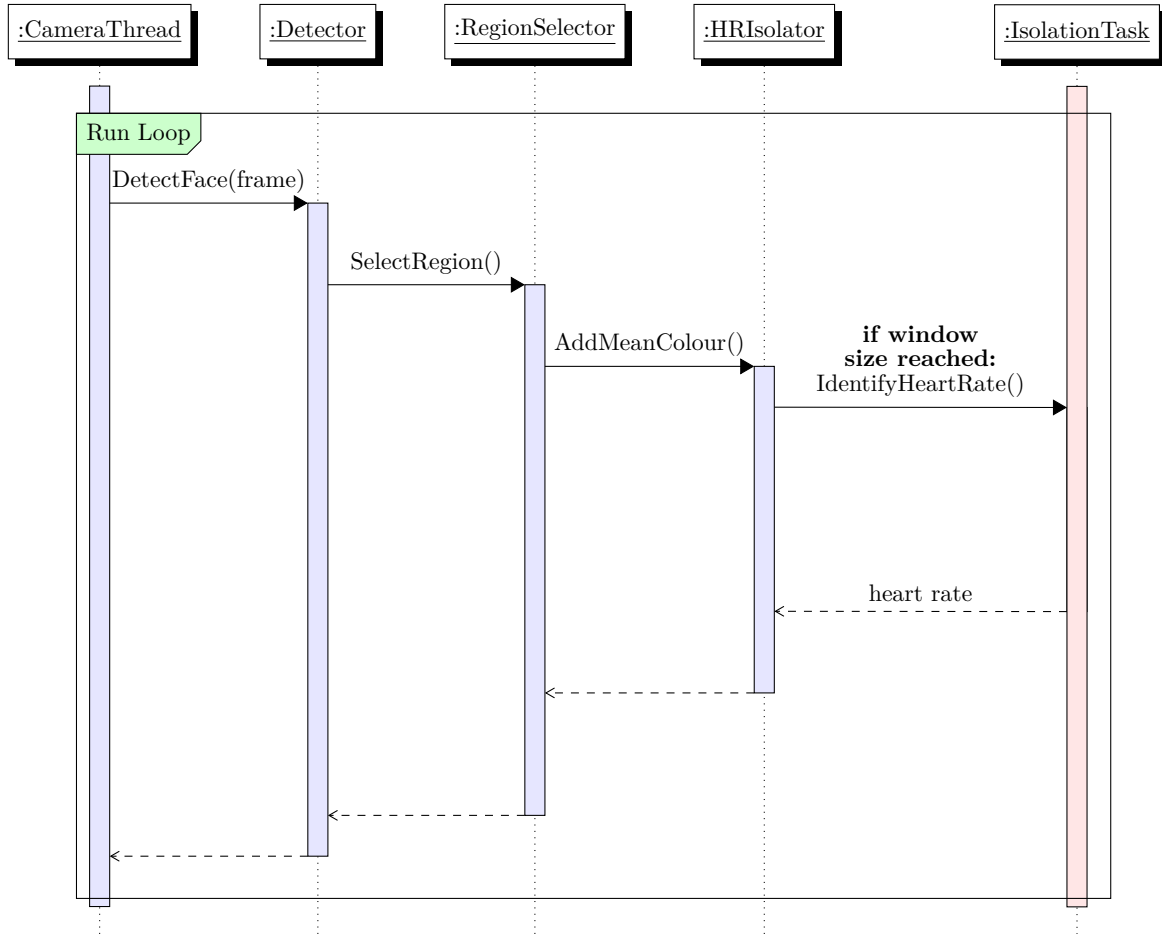 :CameraThread
:Detector
:RegionSelector
:HRIsolator
:IsolationTask
Run Loop
DetectFace(frame)
SelectRegion()
AddMeanColour()
if window
size reached:
IdentifyHeartRate()
heart rate